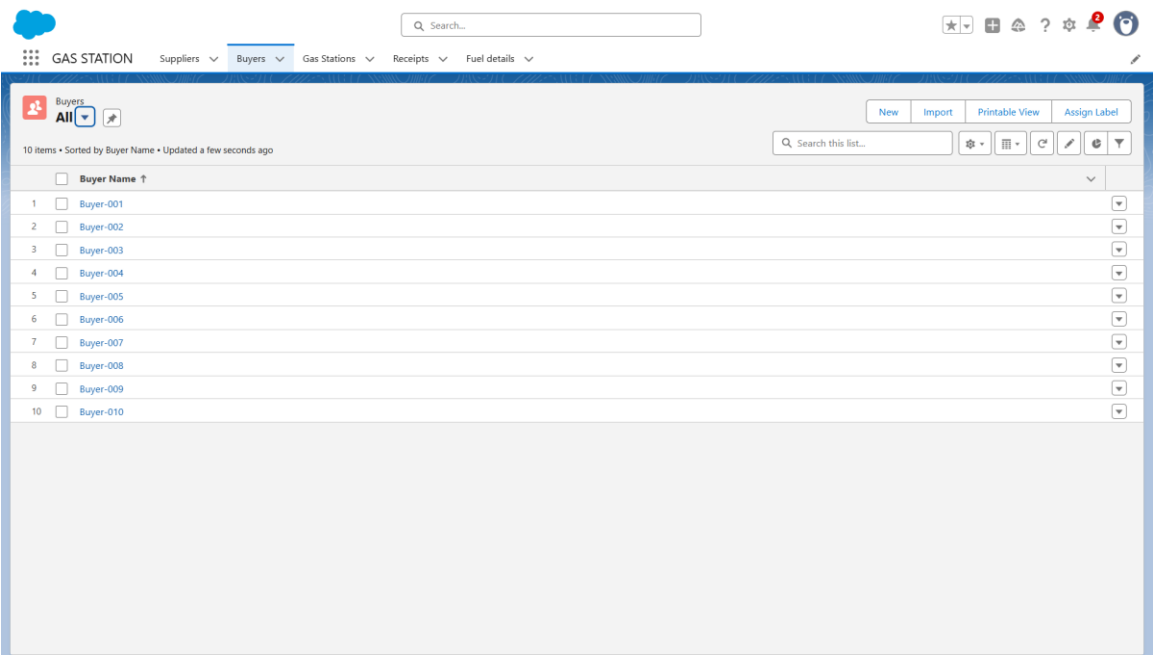 Search...
2
GAS STATION Suppliers Buyers Gas Stations Receipts Fuel details
Buyers
All
New Import Printable View Assign Label
10 items • Sorted by Buyer Name • Updated a few seconds ago
Search this list...
Buyer Name ↑
1 Buyer-001
2 Buyer-002
3 Buyer-003
4 Buyer-004
5 Buyer-005
6 Buyer-006
7 Buyer-007
8 Buyer-008
9 Buyer-009
10 Buyer-010